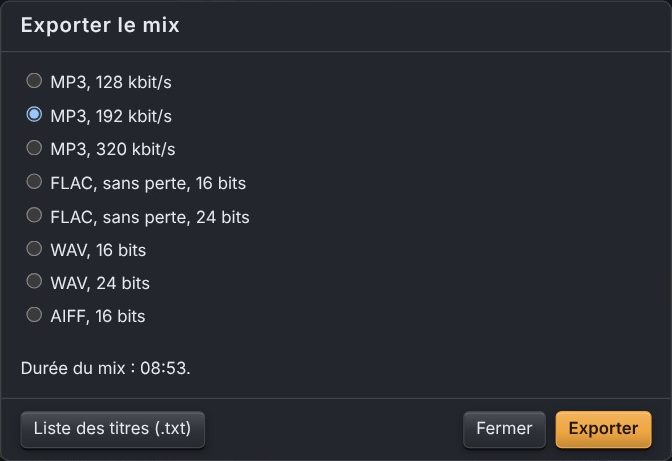 Exporter le mix
MP3, 128 kbit/s
MP3, 192 kbit/s
MP3, 320 kbit/s
FLAC, sans perte, 16 bits
FLAC, sans perte, 24 bits
WAV, 16 bits
WAV, 24 bits
AIFF, 16 bits
Durée du mix : 08:53.
Liste des titres (.txt)
Fermer
Exporter